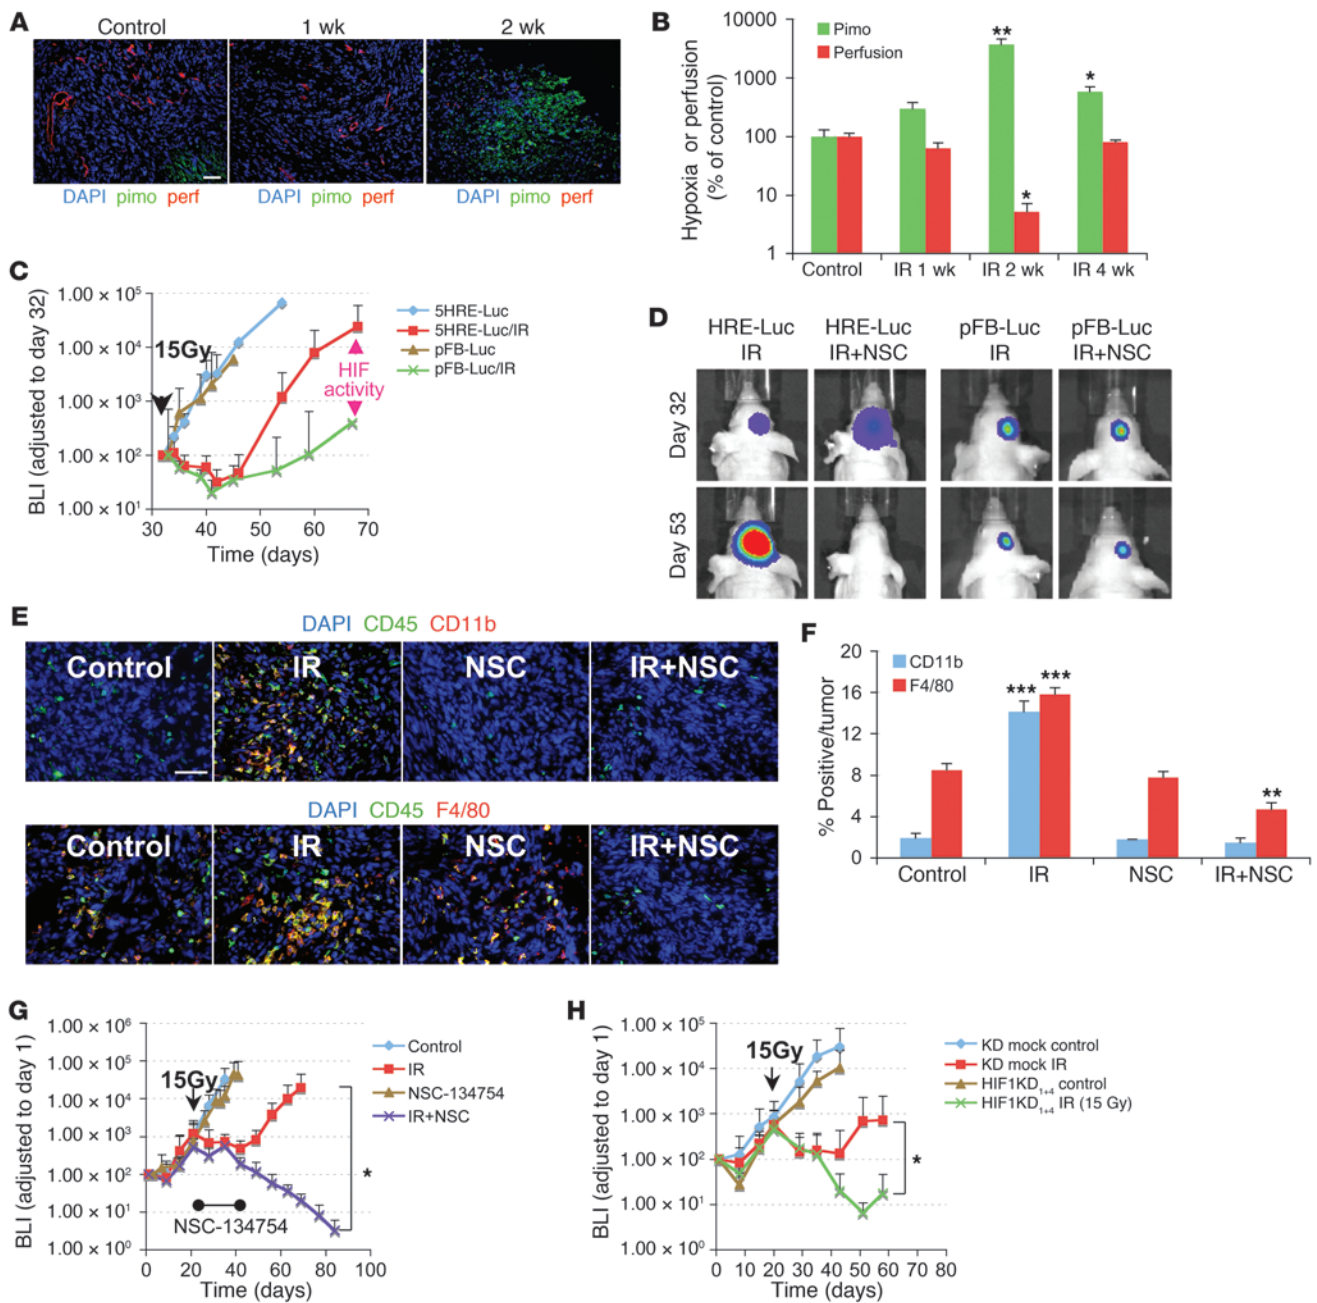 A
Control 1 wk 2 wk
DAPI pimo perf DAPI pimo perf DAPI pimo perf
B
Hypoxia or perfusion
(% of control)
10000
1000
100
10
1
Pimo
Perfusion
**
*
*
Control IR 1 wk IR 2 wk IR 4 wk
C
BLI (adjusted to day 32)
1.00 × 10⁵
1.00 × 10⁴
1.00 × 10³
1.00 × 10²
1.00 × 10¹
15Gy
5HRE-Luc
5HRE-Luc/IR
pFB-Luc
pFB-Luc/IR
HIF
activity
30 40 50 60 70
Time (days)
D
HRE-Luc HRE-Luc pFB-Luc pFB-Luc
IR IR+NSC IR IR+NSC
Day 32
Day 53
E
DAPI CD45 CD11b
Control IR NSC IR+NSC
DAPI CD45 F4/80
Control IR NSC IR+NSC
F
% Positive/tumor
20
16
12
8
4
0
CD11b
F4/80
*** ***
**
Control IR NSC IR+NSC
G
BLI (adjusted to day 1)
1.00 × 10⁶
1.00 × 10⁵
1.00 × 10⁴
1.00 × 10³
1.00 × 10²
1.00 × 10¹
1.00 × 10⁰
15Gy
Control
IR
NSC-134754
IR+NSC
*
NSC-134754
0 20 40 60 80 100
Time (days)
H
BLI (adjusted to day 1)
1.00 × 10⁵
1.00 × 10⁴
1.00 × 10³
1.00 × 10²
1.00 × 10¹
1.00 × 10⁰
15Gy
KD mock control
KD mock IR
HIF1KD₁₊₄ control
HIF1KD₁₊₄ IR (15 Gy)
*
0 10 20 30 40 50 60 70 80
Time (days)